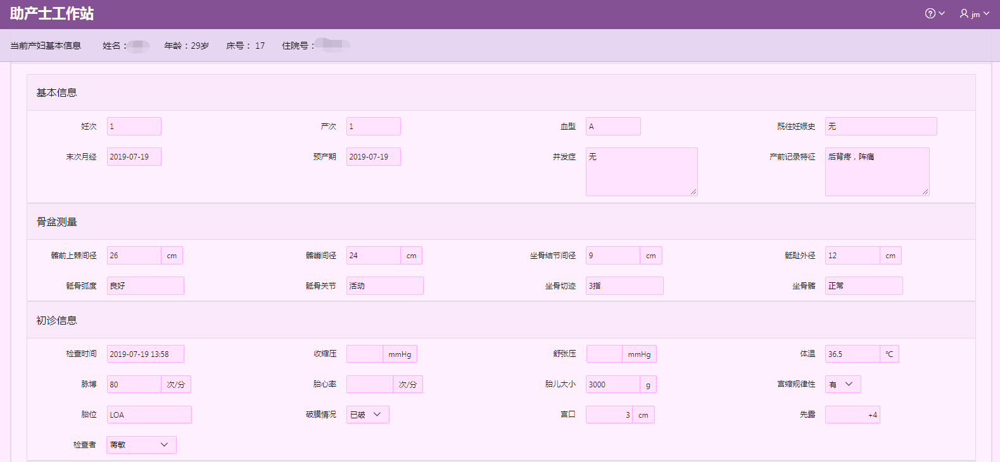 助产士工作站
jm
当前产妇基本信息 姓名： 年龄：29岁 床号： 17 住院号：
基本信息
妊次 1 产次 1 血型 A 既往妊娠史 无
末次月经 2019-07-19 预产期 2019-07-19 并发症 无 产前记录特征 后背疼，阵痛
骨盆测量
髂前上棘间径 26 cm 髂嵴间径 24 cm 坐骨结节间径 9 cm 骶耻外径 12 cm
骶骨弧度 良好 骶骨关节 活动 坐骨切迹 3指 坐骨髂 正常
初诊信息
检查时间 2019-07-19 13:58 收缩压 mmHg 舒张压 mmHg 体温 36.5 ℃
脉博 80 次/分 胎心率 次/分 胎儿大小 3000 g 宫缩规律性 有
胎位 LOA 破膜情况 已破 宫口 3 cm 先露 +4
检查者 蒋敏